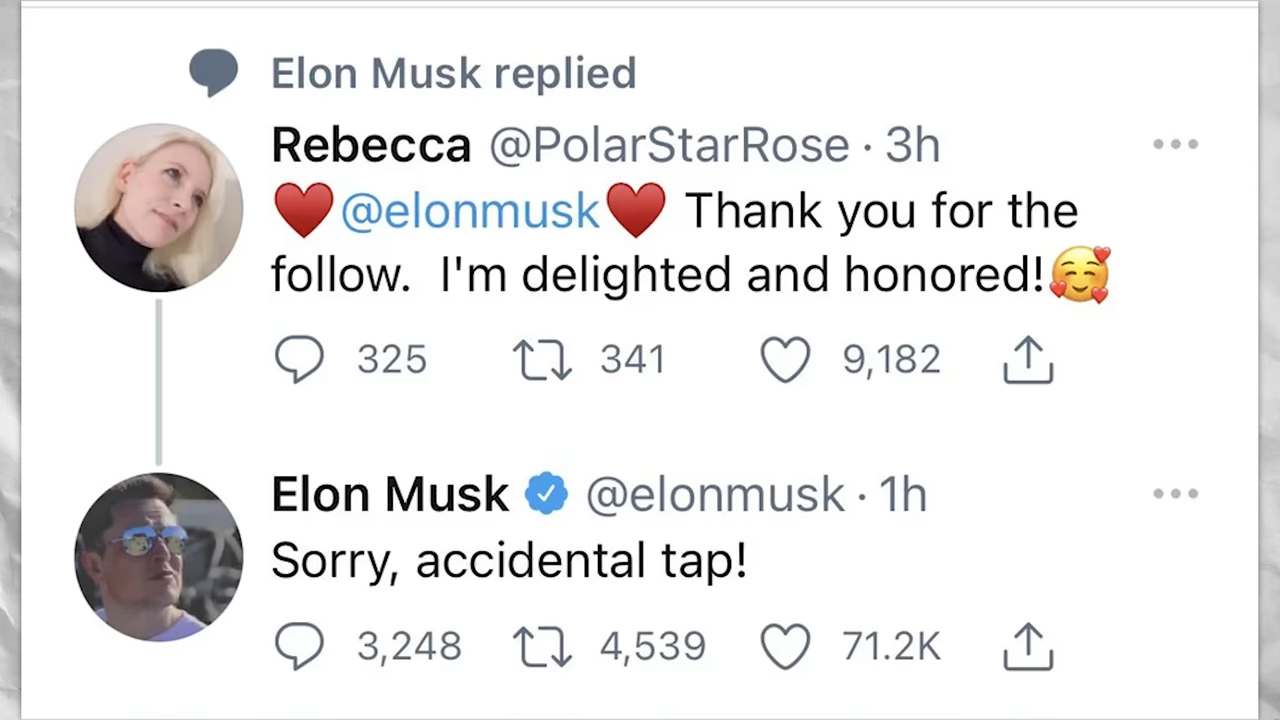 Elon Musk replied
Rebecca @PolarStarRose · 3h
❤️@elonmusk❤️ Thank you for the
follow.  I'm delighted and honored!🥰
325 341 9,182
Elon Musk @elonmusk · 1h
Sorry, accidental tap!
3,248 4,539 71.2K